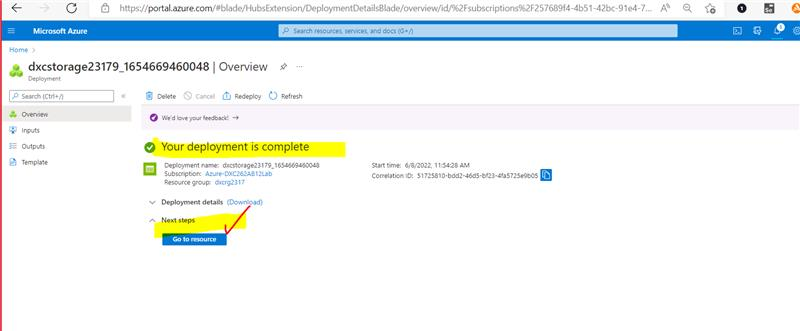 https://portal.azure.com/#blade/HubsExtension/DeploymentDetailsBlade/overview/id/%2Fsubscriptions%2F257689f4-4b51-42bc-91e4-7...
Microsoft Azure
Search resources, services, and docs (G+/)
1
Home >
dxcstorage23179_1654669460048 | Overview
Deployment
Search (Ctrl+/)
Delete Cancel Redeploy Refresh
Overview
Inputs
Outputs
Template
We'd love your feedback! →
Your deployment is complete
Deployment name: dxcstorage23179_1654669460048
Subscription: Azure-DXC262AB12Lab
Resource group: dxcrg2317
Start time: 6/8/2022, 11:54:28 AM
Correlation ID: 51725810-bdd2-46d5-bf23-4fa5725e9b05
Deployment details (Download)
Next steps
Go to resource